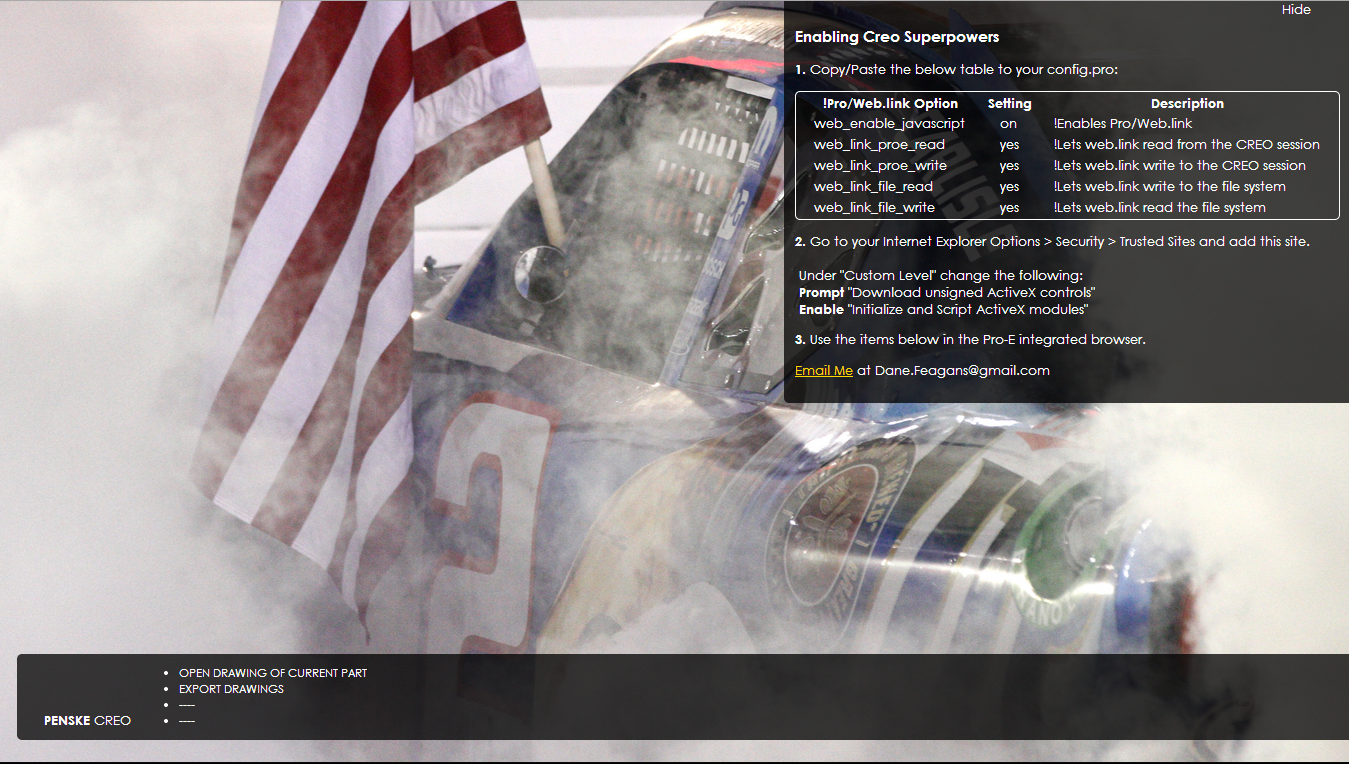 Hide
Enabling Creo Superpowers
1. Copy/Paste the below table to your config.pro:
!Pro/Web.link Option Setting Description
web_enable_javascript on !Enables Pro/Web.link
web_link_proe_read yes !Lets web.link read from the CREO session
web_link_proe_write yes !Lets web.link write to the CREO session
web_link_file_read yes !Lets web.link write to the file system
web_link_file_write yes !Lets web.link read the file system
2. Go to your Internet Explorer Options > Security > Trusted Sites and add this site.
Under "Custom Level" change the following:
Prompt "Download unsigned ActiveX controls"
Enable "Initialize and Script ActiveX modules"
3. Use the items below in the Pro-E integrated browser.
Email Me at Dane.Feagans@gmail.com
2
• OPEN DRAWING OF CURRENT PART
• EXPORT DRAWINGS
• ----
• ----
PENSKE CREO